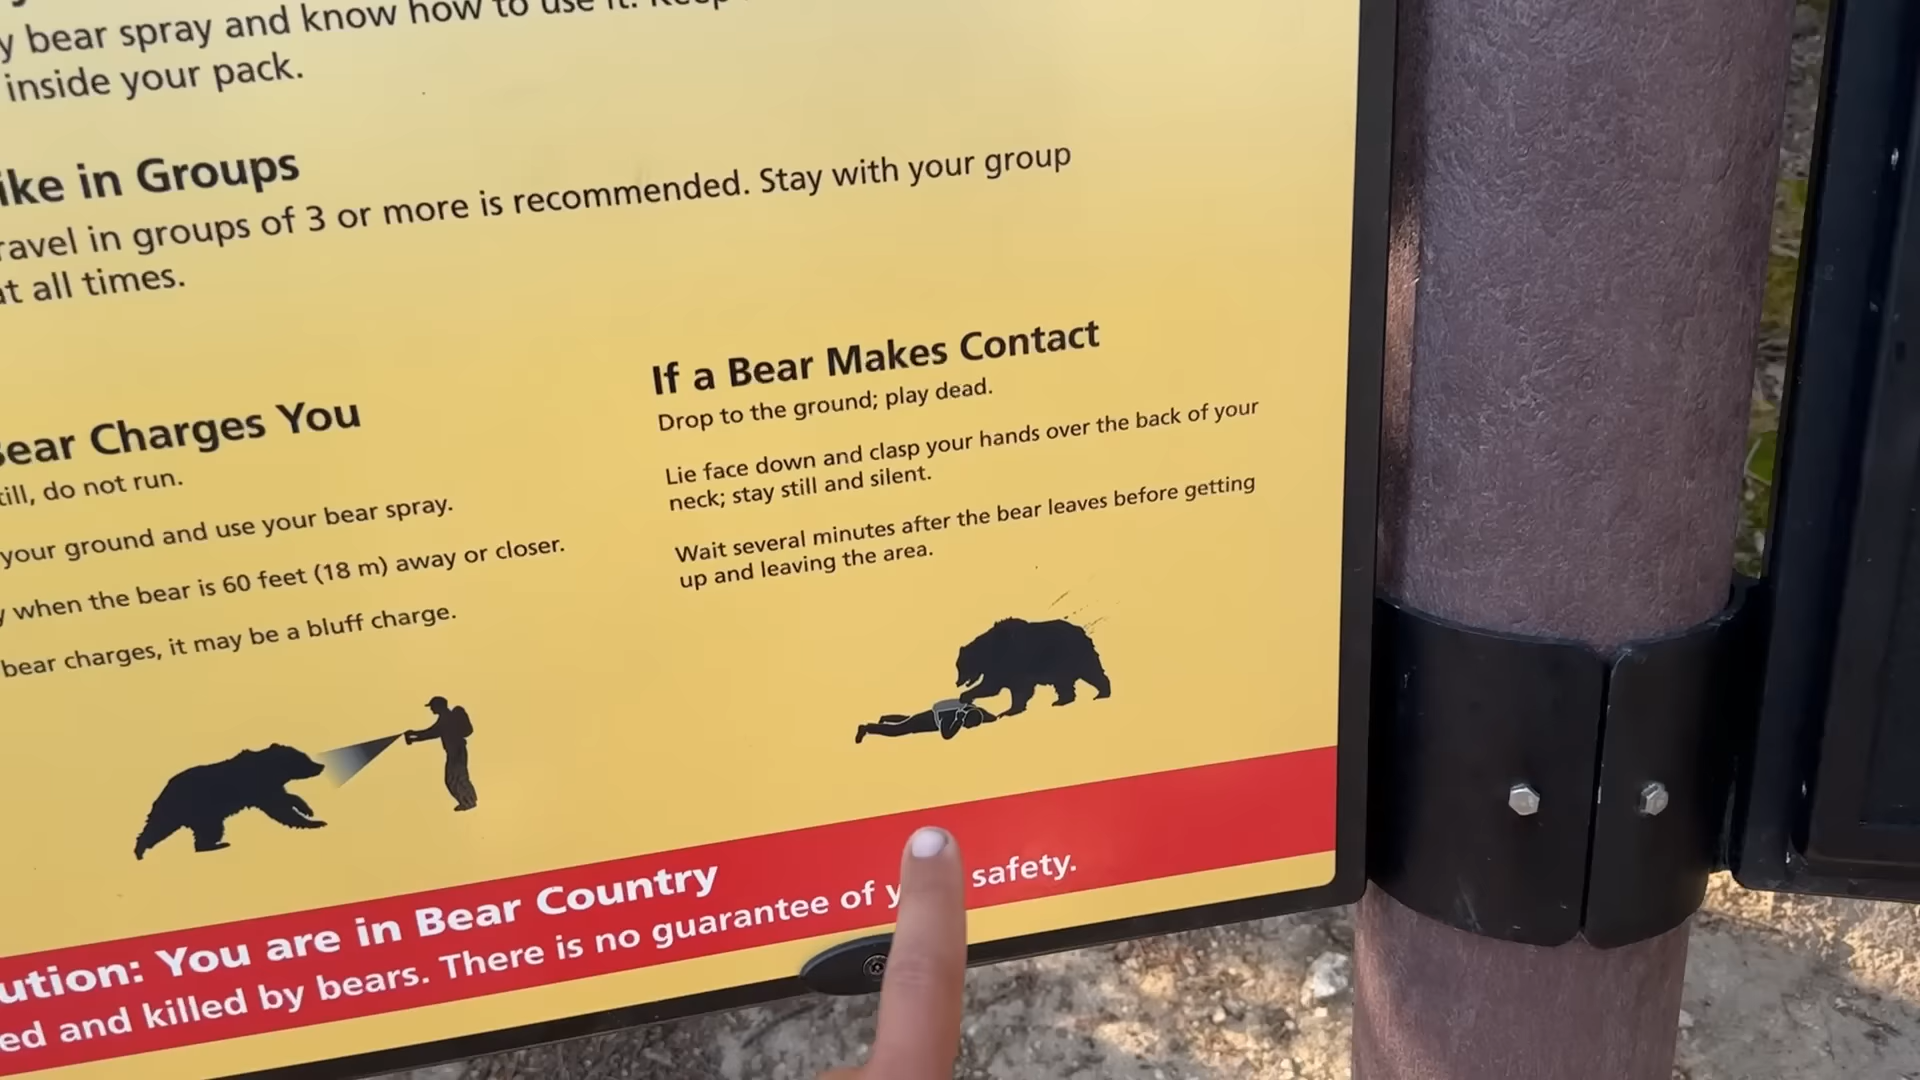 bear spray and know how to use it. Keep
inside your pack.
in Groups
in groups of 3 or more is recommended. Stay with your group
at all times.
Bear Charges You
still, do not run.
your ground and use your bear spray.
when the bear is 60 feet (18 m) away or closer.
bear charges, it may be a bluff charge.
If a Bear Makes Contact
Drop to the ground; play dead.
Lie face down and clasp your hands over the back of your
neck; stay still and silent.
Wait several minutes after the bear leaves before getting
up and leaving the area.
ution: You are in Bear Country
ed and killed by bears. There is no guarantee of y safety.